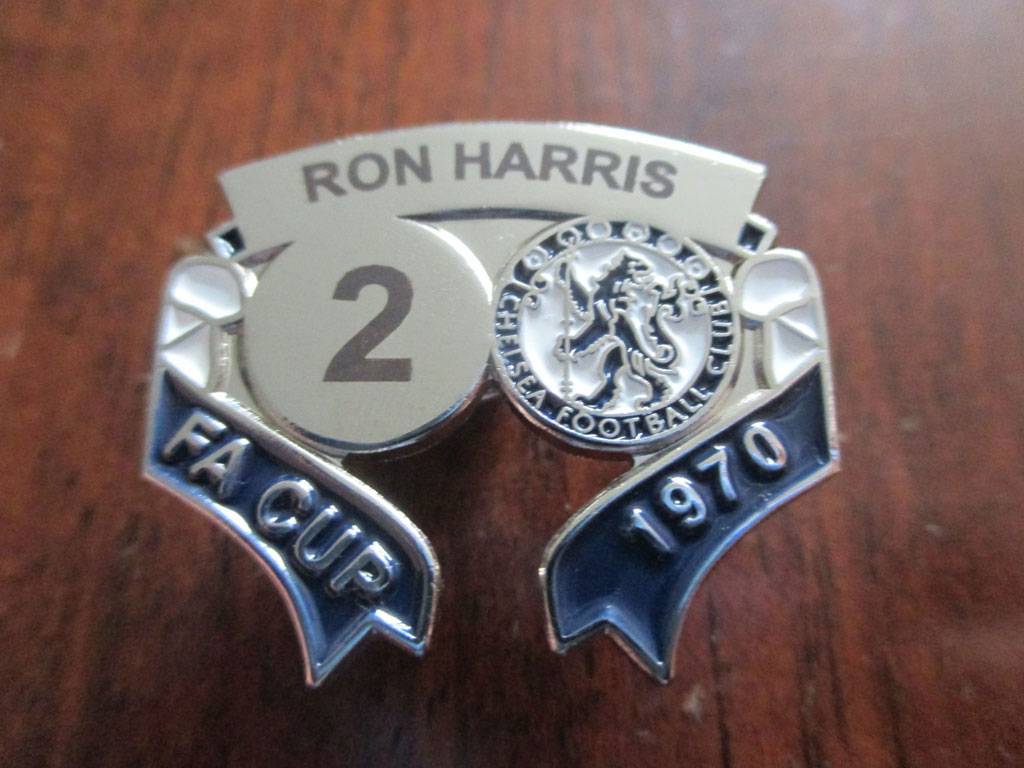 RON HARRIS
2
CHELSEA FOOTBALL CLUB
FA CUP
1970